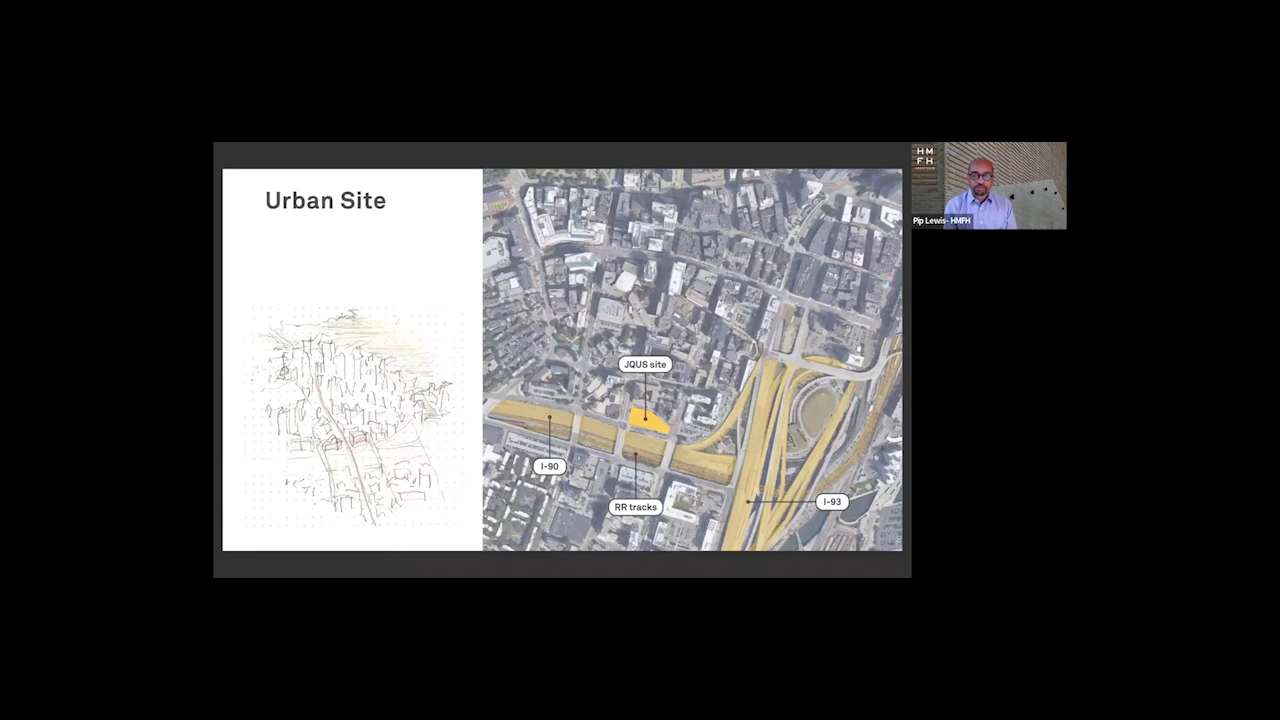 Urban Site
JQUS site
I-90
RR tracks
I-93
HM
FH
Pip Lewis- HMFH